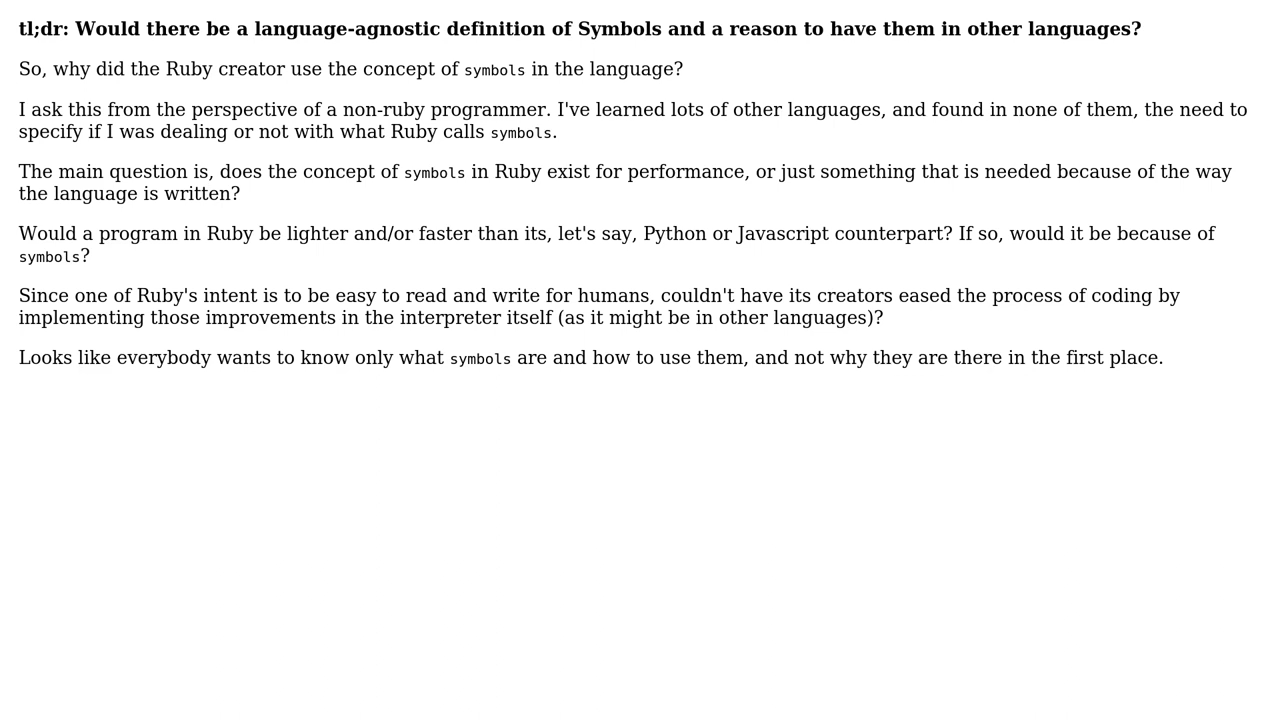 tl;dr: Would there be a language-agnostic definition of Symbols and a reason to have them in other languages?
So, why did the Ruby creator use the concept of symbols in the language?
I ask this from the perspective of a non-ruby programmer. I've learned lots of other languages, and found in none of them, the need to
specify if I was dealing or not with what Ruby calls symbols.
The main question is, does the concept of symbols in Ruby exist for performance, or just something that is needed because of the way
the language is written?
Would a program in Ruby be lighter and/or faster than its, let's say, Python or Javascript counterpart? If so, would it be because of
symbols?
Since one of Ruby's intent is to be easy to read and write for humans, couldn't have its creators eased the process of coding by
implementing those improvements in the interpreter itself (as it might be in other languages)?
Looks like everybody wants to know only what symbols are and how to use them, and not why they are there in the first place.